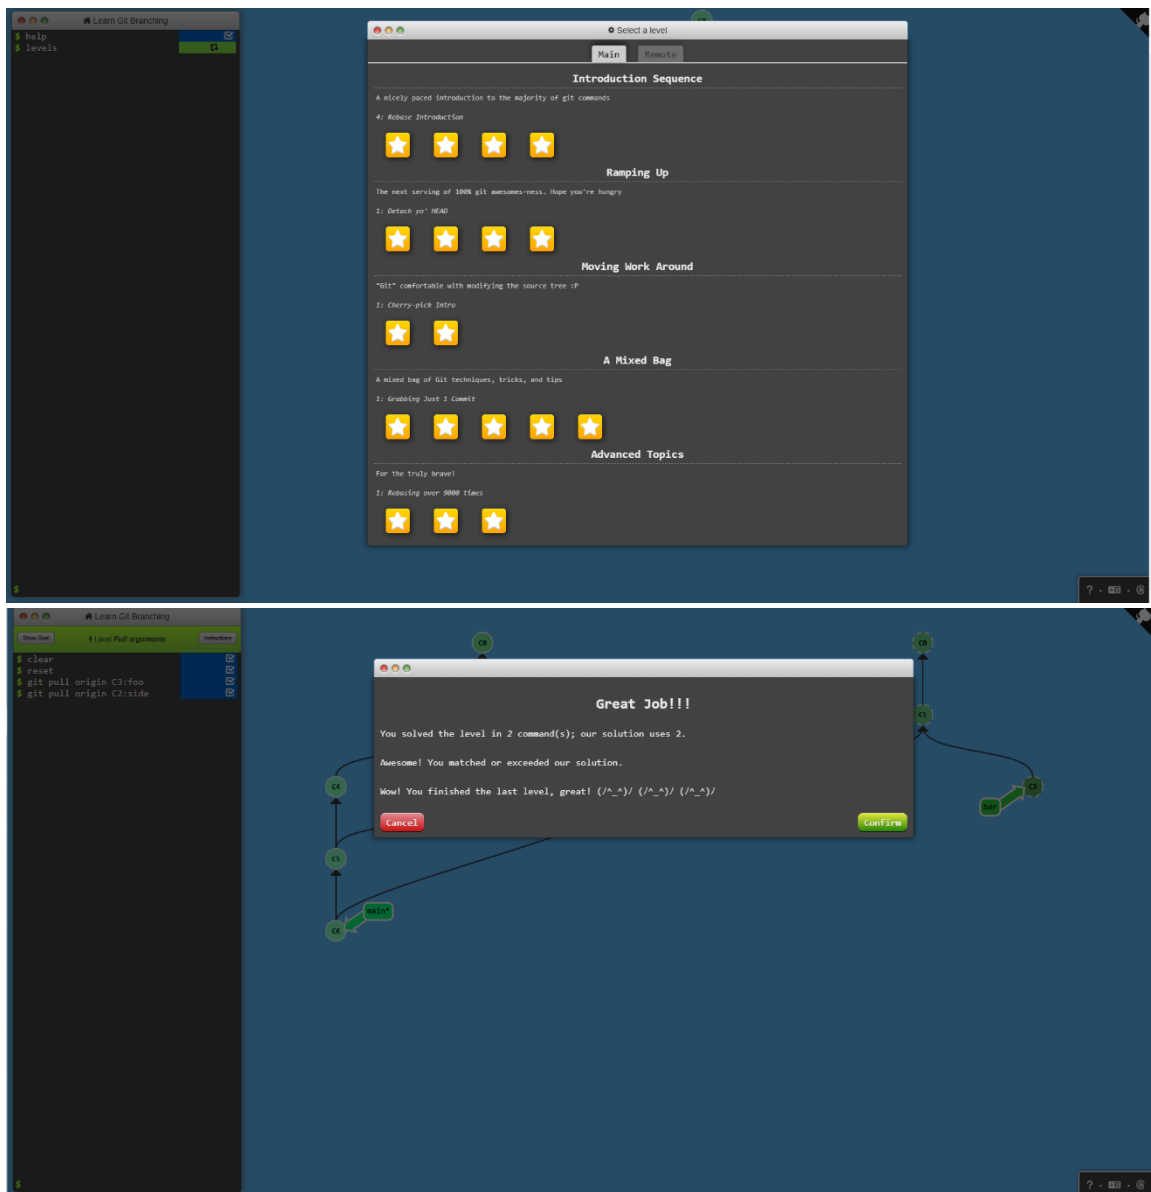 Learn Git Branching
$ help
$ levels
$
C0
Select a level
Main Remote
Introduction Sequence
A nicely paced introduction to the majority of git commands
4: Rebase Introduction
Ramping Up
The next serving of 100% git awesomes-ness. Hope you're hungry
1: Detach yo' HEAD
Moving Work Around
"Git" comfortable with modifying the source tree :P
1: Cherry-pick Intro
A Mixed Bag
A mixed bag of Git techniques, tricks, and tips
1: Grabbing Just 1 Commit
Advanced Topics
For the truly brave!
1: Rebasing over 9000 times
Learn Git Branching
Show Goal Level Pull arguments Instructions
$ clear
$ reset
$ git pull origin C3:foo
$ git pull origin C2:side
$
C0
C0
Great Job!!!
You solved the level in 2 command(s); our solution uses 2.
Awesome! You matched or exceeded our solution.
Wow! You finished the last level, great! (/^_^)/ (/^_^)/ (/^_^)/
Cancel Confirm
C1
C4
C3
bar
C5
main*
C6